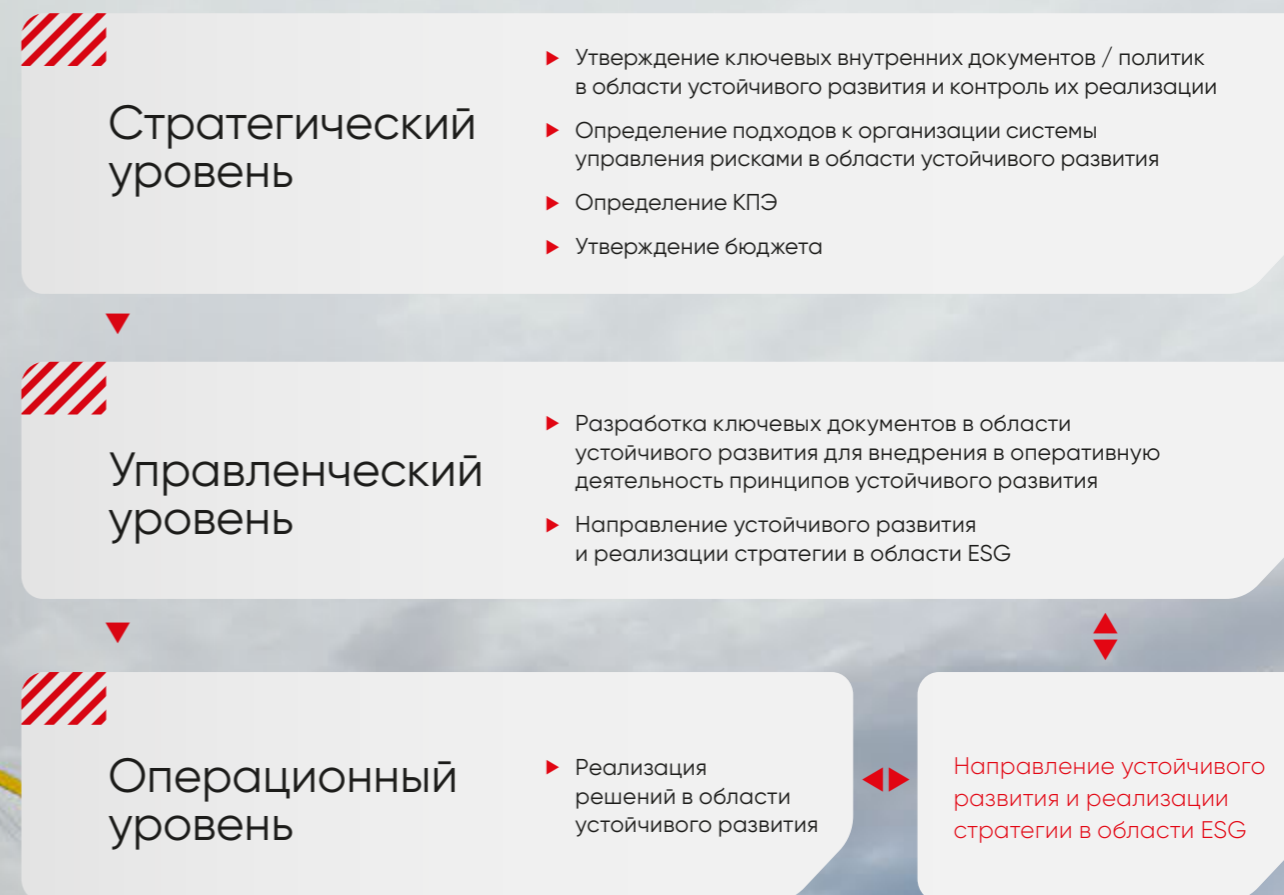 Стратегический
уровень
▶ Утверждение ключевых внутренних документов / политик
в области устойчивого развития и контроль их реализации
▶ Определение подходов к организации системы
управления рисками в области устойчивого развития
▶ Определение КПЭ
▶ Утверждение бюджета
Управленческий
уровень
▶ Разработка ключевых документов в области
устойчивого развития для внедрения в оперативную
деятельность принципов устойчивого развития
▶ Направление устойчивого развития
и реализации стратегии в области ESG
Операционный
уровень
▶ Реализация
решений в области
устойчивого развития
Направление устойчивого
развития и реализации
стратегии в области ESG